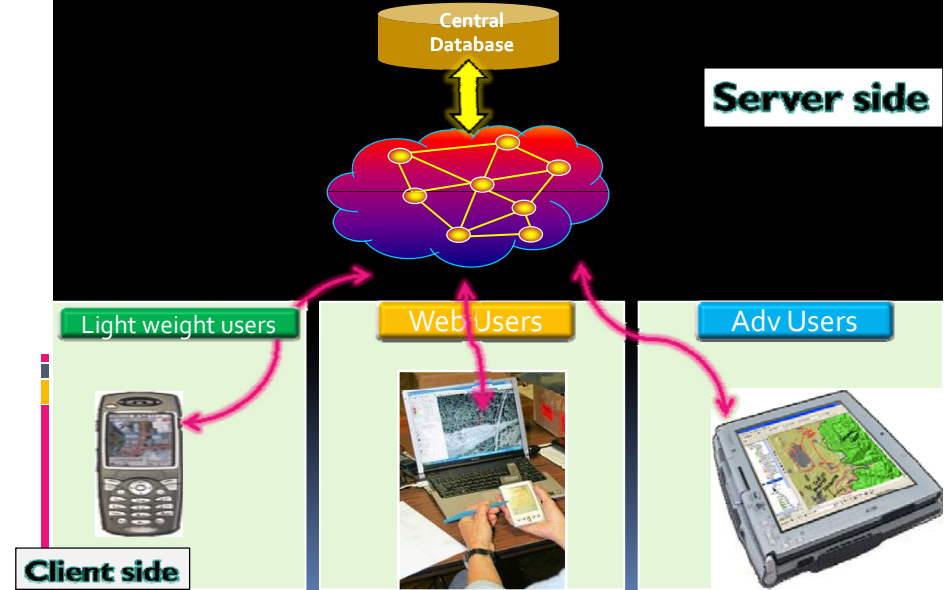 Central
Database
Server side
Light weight users
Web Users
Adv Users
Client side